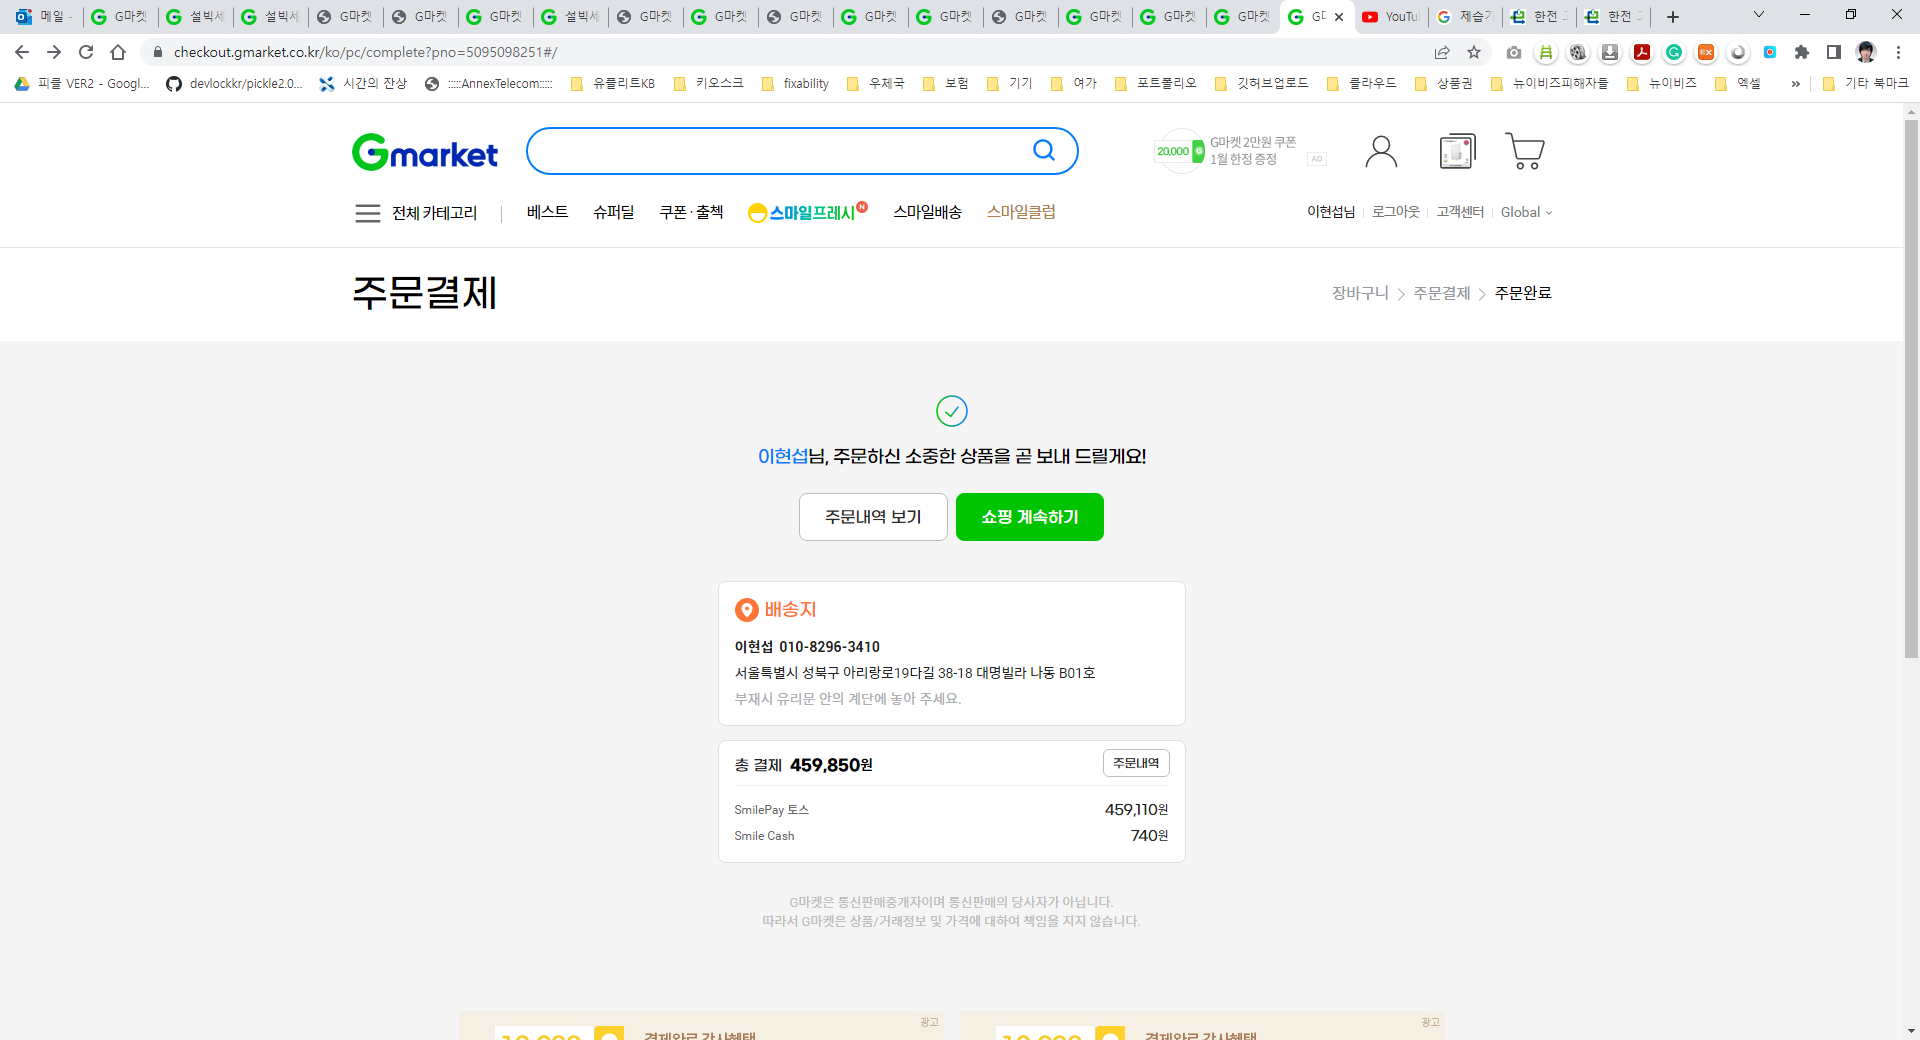 메일 -
G마켓
설빅세
설빅세
G마켓
G마켓
G마켓
설빅세
G마켓
G마켓
G마켓
G마켓
G마켓
G마켓
G마켓
G마켓
G마켓
YouTu
제습기
한전
한전
checkout.gmarket.co.kr/ko/pc/complete?pno=5095098251#/
피클 VER2 - Googl...
devlockkr/pickle2.0...
시간의 잔상
:::::AnnexTelecom:::::
유플리트KB
키오스크
fixability
우체국
보험
기기
여가
포트폴리오
깃허브업로드
클라우드
상품권
뉴이비즈피해자들
뉴이비즈
엑셀
»
기타 북마크
Gmarket
20,000 G
G마켓 2만원 쿠폰
1월 한정 증정
AD
전체 카테고리
베스트
슈퍼딜
쿠폰·출첵
스마일프레시 N
스마일배송
스마일클럽
이현섭님
로그아웃
고객센터
Global
주문결제
장바구니 > 주문결제 > 주문완료
이현섭님, 주문하신 소중한 상품을 곧 보내 드릴게요!
주문내역 보기
쇼핑 계속하기
배송지
이현섭 010-8296-3410
서울특별시 성북구 아리랑로19다길 38-18 대명빌라 나동 B01호
부재시 유리문 안의 계단에 놓아 주세요.
총 결제 459,850원
주문내역
SmilePay 토스 459,110원
Smile Cash 740원
G마켓은 통신판매중개자이며 통신판매의 당사자가 아닙니다.
따라서 G마켓은 상품/거래정보 및 가격에 대하여 책임을 지지 않습니다.
광고
10,000
결제완료 감사혜택
광고
10,000
결제완료 감사혜택